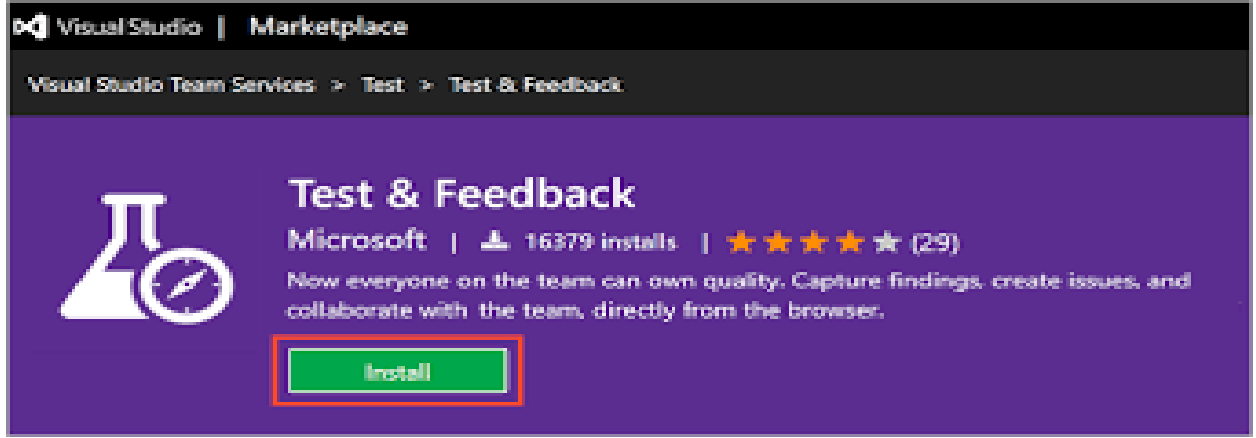 Visual Studio | Marketplace
Visual Studio Team Services > Test > Test & Feedback
Test & Feedback
Microsoft | 16379 installs | (29)
Now everyone on the team can own quality. Capture findings, create issues, and
collaborate with the team, directly from the browser.
Install